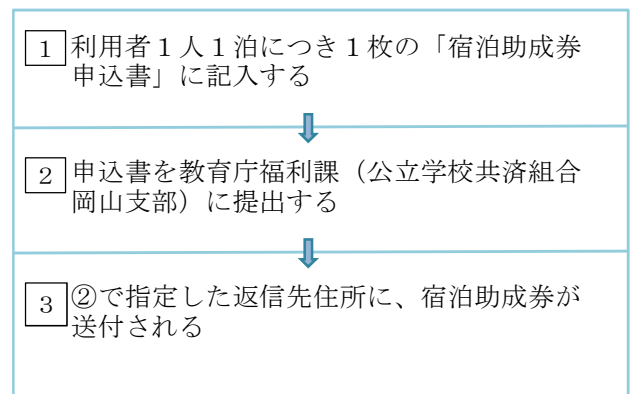 1 利用者１人１泊につき１枚の「宿泊助成券
申込書」に記入する
2 申込書を教育庁福利課（公立学校共済組合
岡山支部）に提出する
3 ②で指定した返信先住所に、宿泊助成券が
送付される